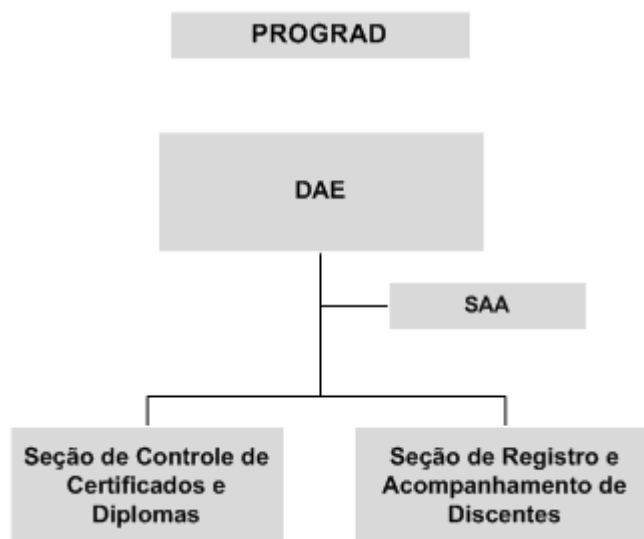 PROGRAD
DAE
SAA
Seção de Controle de
Certificados e
Diplomas
Seção de Registro e
Acompanhamento de
Discentes